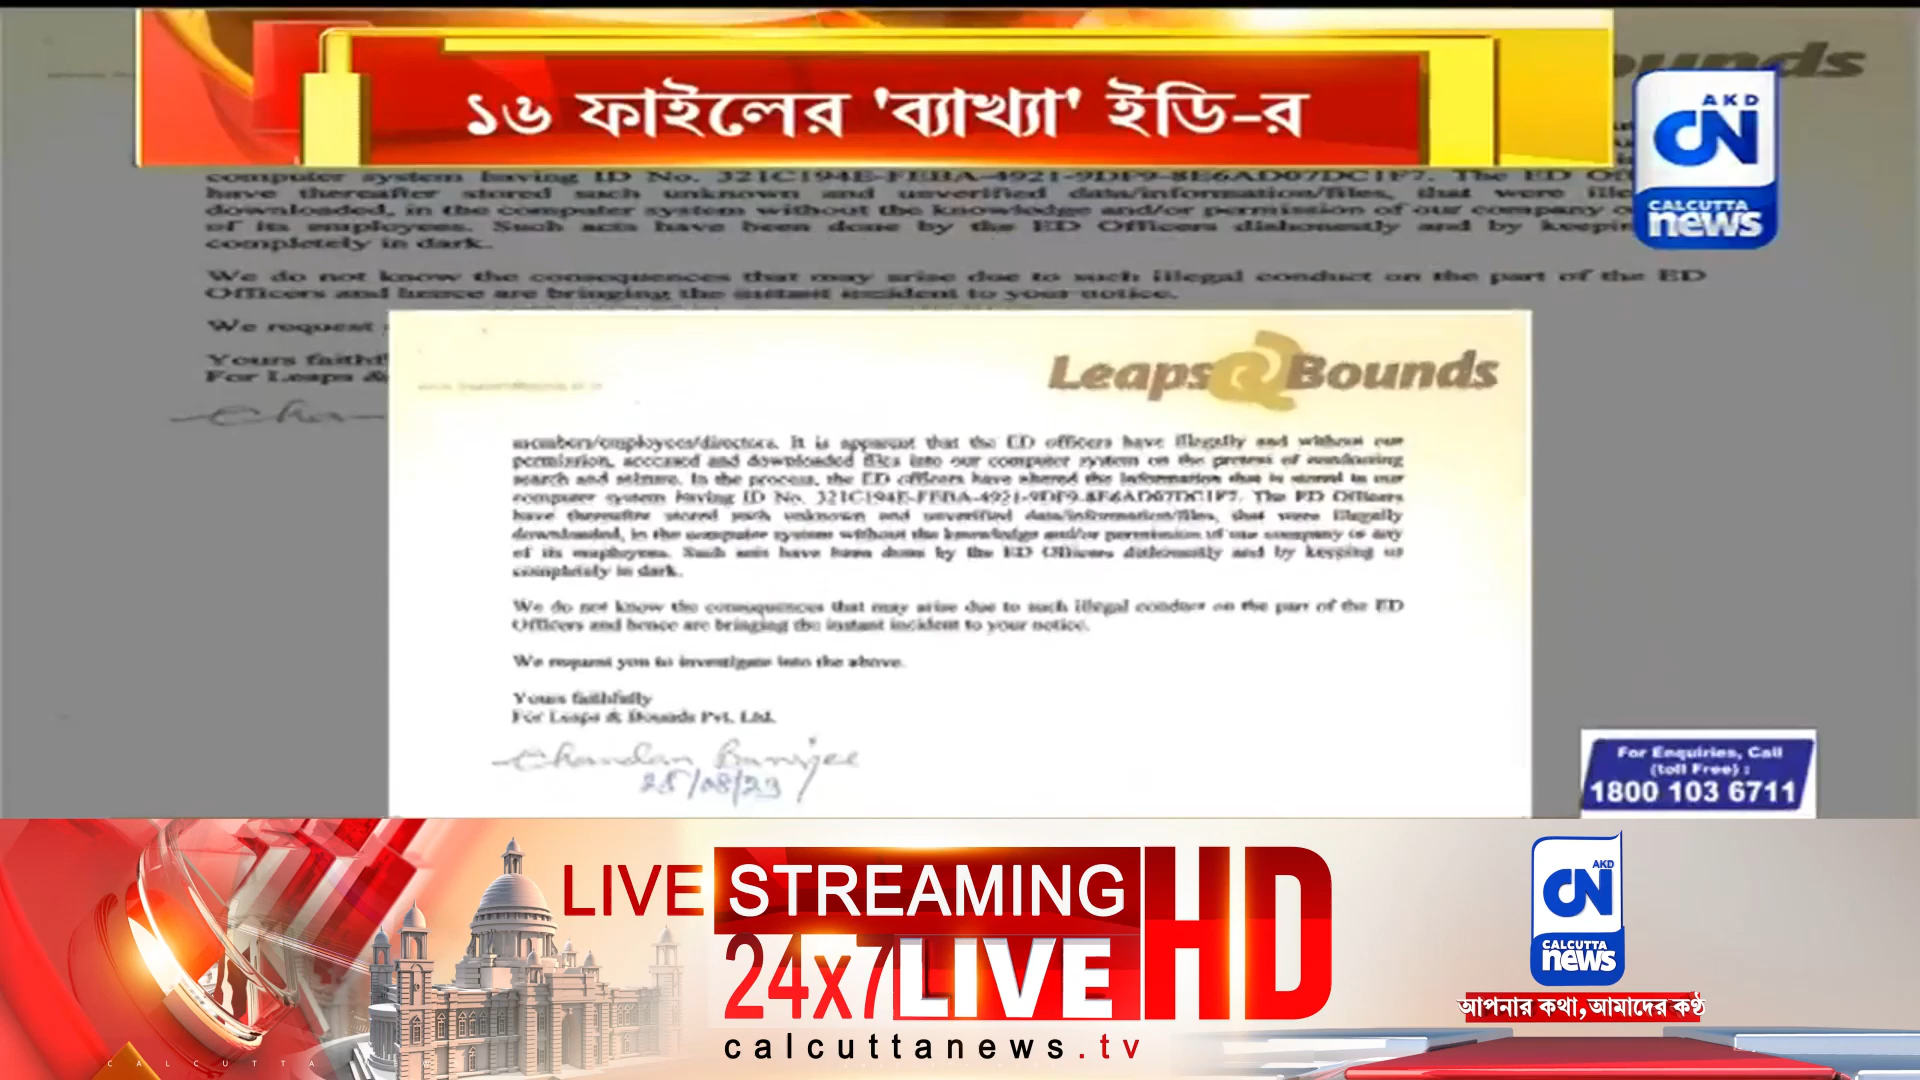 ১৬ ফাইলের 'ব্যাখ্যা' ইডি-র
ounds
AKD
CN
CALCUTTA
news
computer system having ID No. 321C194E-FEBA-4921-9DF9-8E6AD07DC1F7. The ED
have thereafter stored such unknown and unverified data/information/files, that were
downloaded, in the computer system without the knowledge and/or permission of our company
of its employees. Such acts have been done by the ED Officers dishonestly and by
completely in dark.
We do not know the consequences that may arise due to such illegal conduct on the part of the ED
Officers and hence are bringing the instant incident to your notice.
We request
Yours
For Leaps &
Leaps & Bounds
members/employees/directors. It is apparent that the ED officers have illegally and without our
permission, accessed and downloaded files into our computer system on the pretext of conducting
search and seizure. In the process, the ED officers have altered the information that is stored in our
computer system having ID No. 321C194E-FEBA-4921-9DF9-8E6AD07DC1F7. The ED Officers
have thereafter stored such unknown and unverified data/information/files, that were illegally
downloaded, in the computer system without the knowledge and/or permission of our company or any
of its employees. Such acts have been done by the ED Officers dishonestly and by keeping us
completely in dark.
We do not know the consequences that may arise due to such illegal conduct on the part of the ED
Officers and hence are bringing the instant incident to your notice.
We request you to investigate into the above.
Yours faithfully
For Leaps & Bounds Pvt. Ltd.
Chandan Banerjee
25/08/23
For Enquiries, Call
(toll Free) :
1800 103 6711
LIVE STREAMING HD
24x7 LIVE
calcuttanews.tv
AKD
CN
CALCUTTA
news
আপনার কথা,আমাদের কণ্ঠ
CALCUTTA